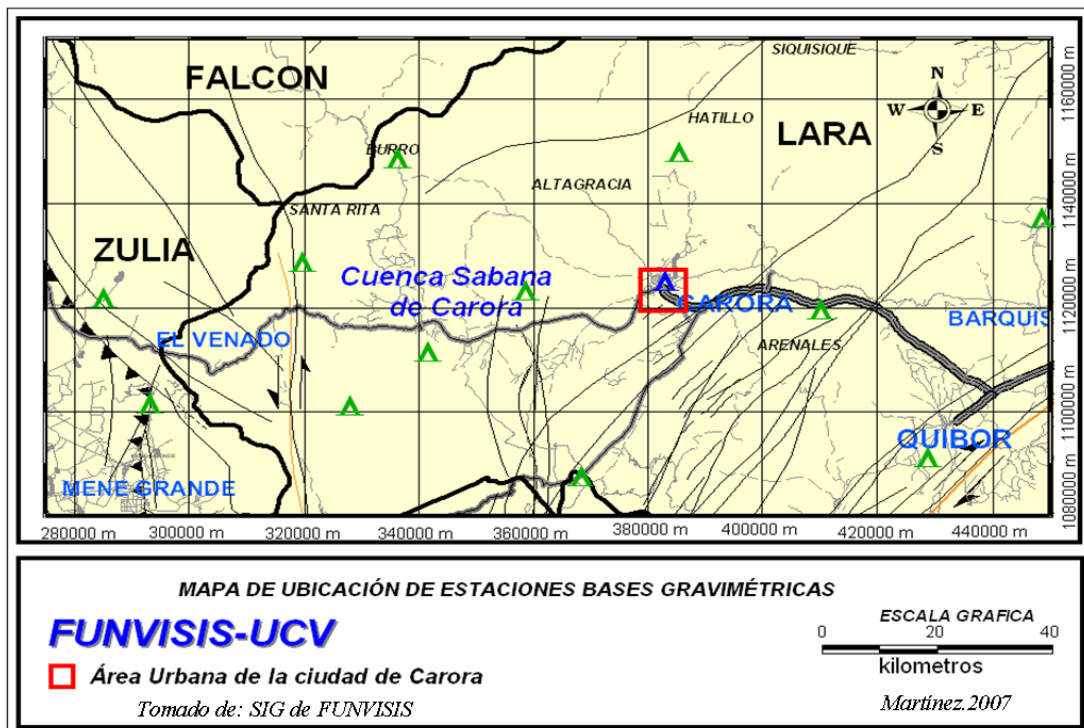 SIQUISIQUE
FALCON
N
W E
S
1160000 m
HATILLO
LARA
BURRO
ALTAGRACIA
SANTA RITA
1140000 m
ZULIA
Cuenca Sabana
de Carora
CARORA
1120000 m
BARQUIS
EL VENADO
ARENALES
1100000 m
QUIBOR
MENE GRANDE
1080000 m
280000 m 300000 m 320000 m 340000 m 360000 m 380000 m 400000 m 420000 m 440000 m
MAPA DE UBICACIÓN DE ESTACIONES BASES GRAVIMÉTRICAS
FUNVISIS-UCV
ESCALA GRAFICA
0 20 40
kilometros
Área Urbana de la ciudad de Carora
Tomado de: SIG de FUNVISIS
Martínez.2007